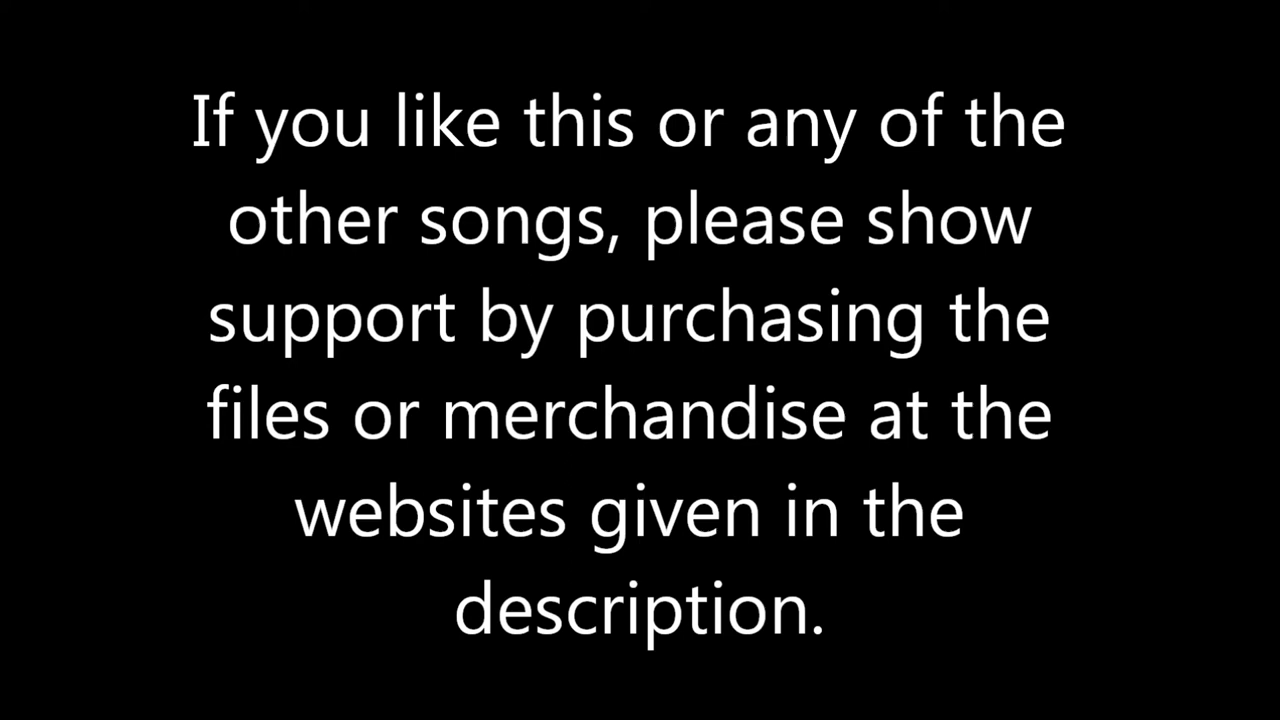 If you like this or any of the
other songs, please show
support by purchasing the
files or merchandise at the
websites given in the
description.